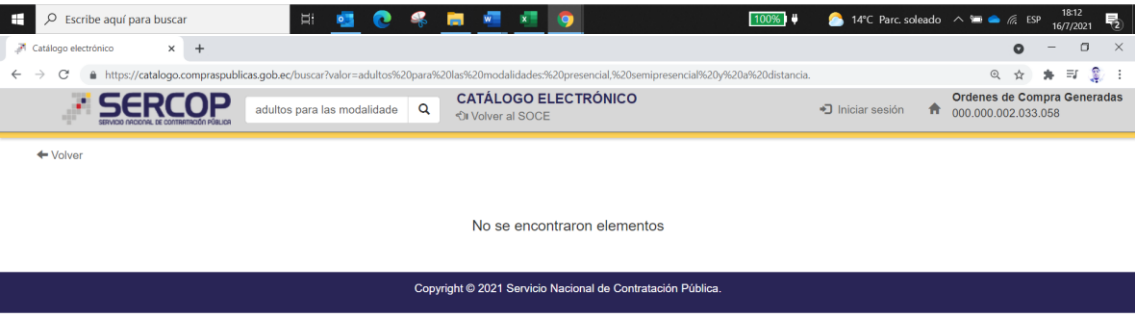 Escribe aquí para buscar
100%
14°C Parc. soleado
ESP
18:12
16/7/2021
2
Catálogo electrónico
https://catalogo.compraspublicas.gob.ec/buscar?valor=adultos%20para%20las%20modalidades:%20presencial,%20semipresencial%20y%20a%20distancia.
SERCOP
SERVICIO NACIONAL DE CONTRATACIÓN PÚBLICA
adultos para las modalidade
CATÁLOGO ELECTRÓNICO
Volver al SOCE
Iniciar sesión
Ordenes de Compra Generadas
000.000.002.033.058
Volver
No se encontraron elementos
Copyright © 2021 Servicio Nacional de Contratación Pública.